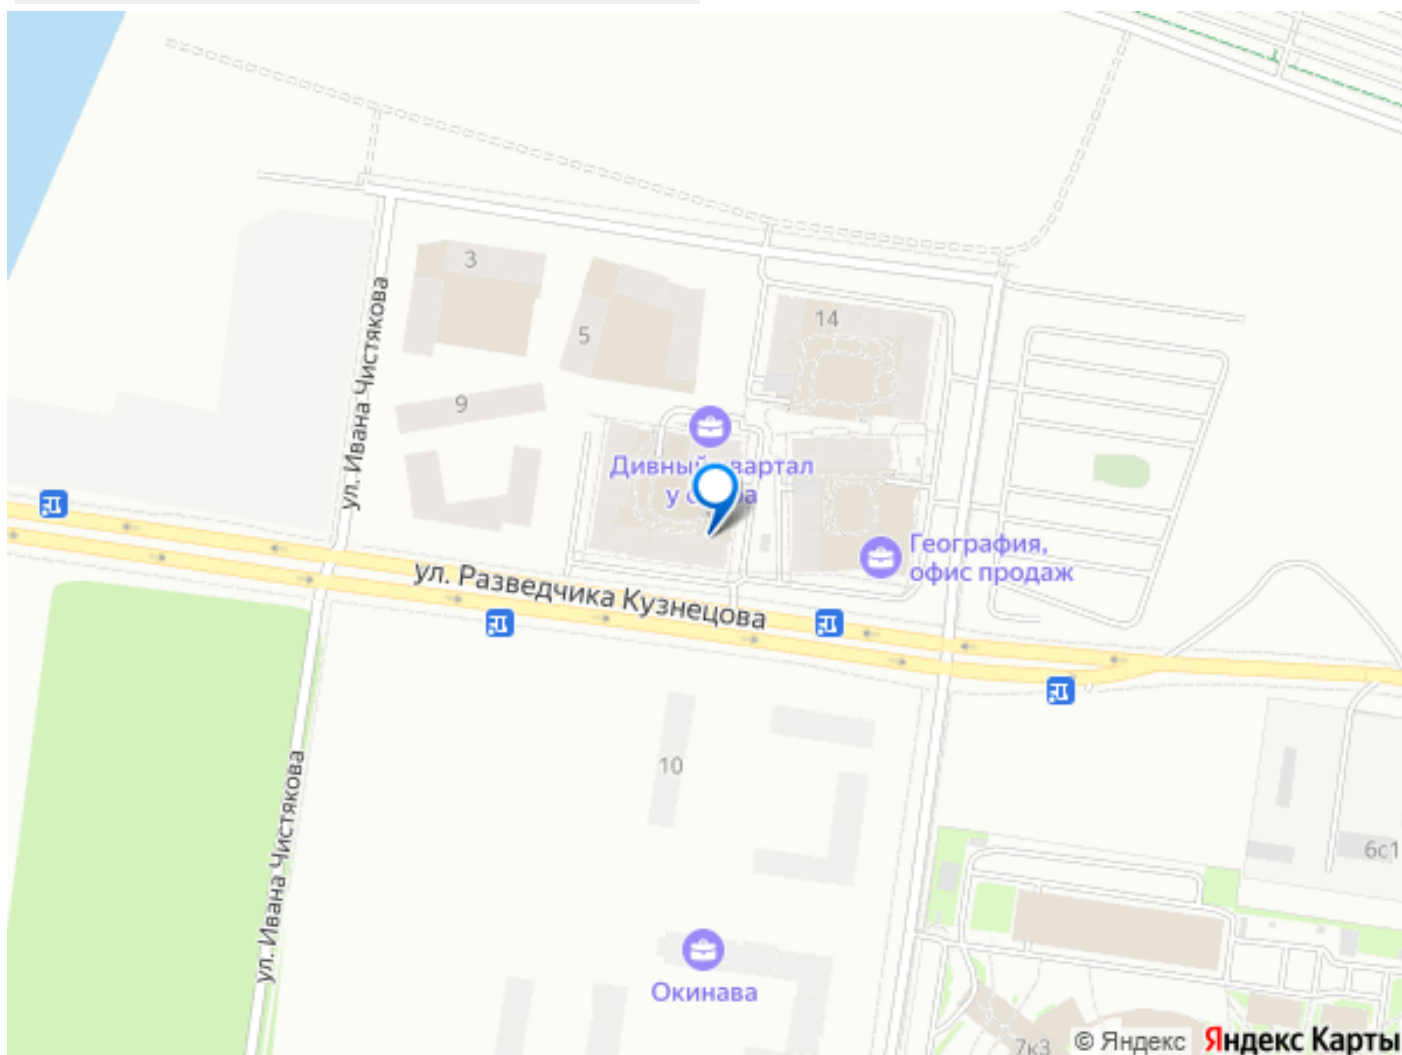 3
14
5
ул. Ивана Чистякова
9
Дивный квартал
у
География,
офис продаж
ул. Разведчика Кузнецова
10
6с1
ул. Ивана Чистякова
Окинава
7к3
© Яндекс
Яндекс Карты